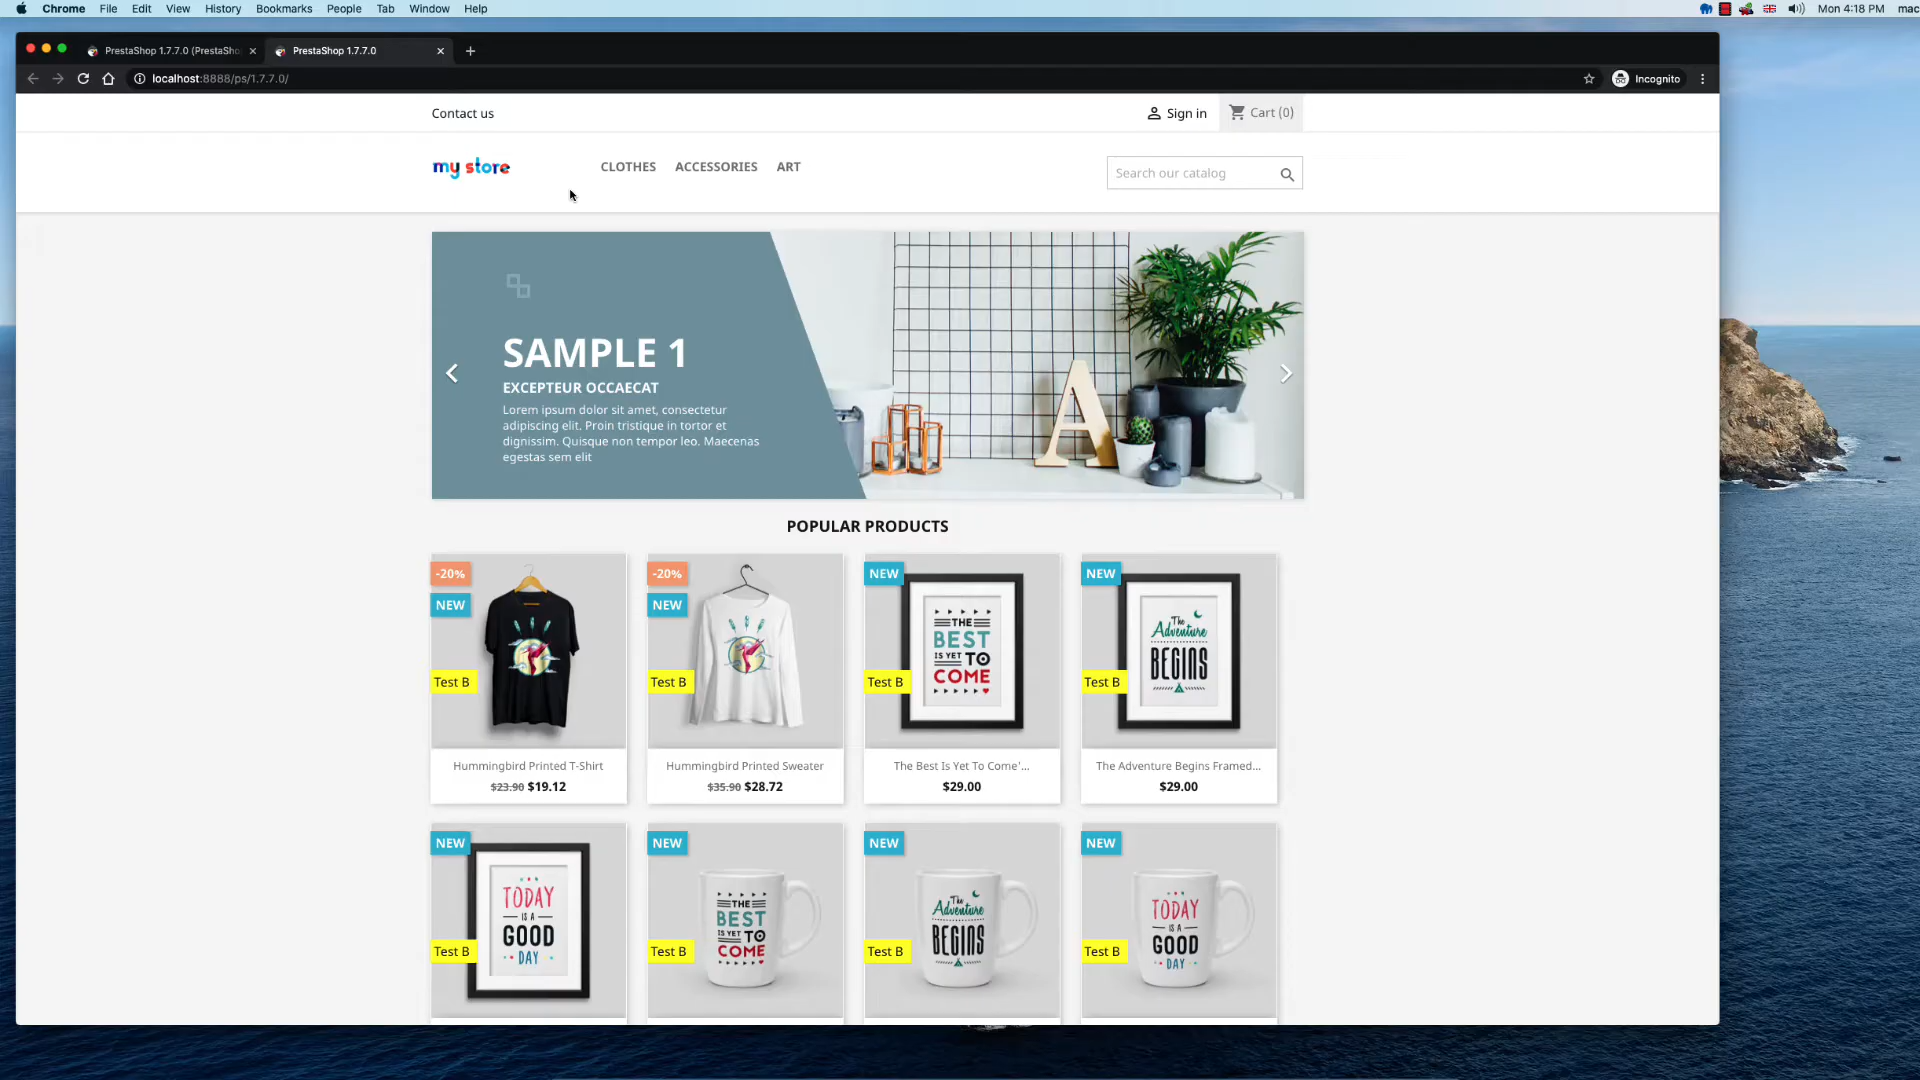 Chrome File Edit View History Bookmarks People Tab Window Help
Mon 4:18 PM mac
PrestaShop 1.7.7.0 (PrestaSho
PrestaShop 1.7.7.0
localhost:8888/ps/1.7.7.0/
Incognito
Contact us
Sign in
Cart (0)
my store
CLOTHES ACCESSORIES ART
Search our catalog
SAMPLE 1
EXCEPTEUR OCCAECAT
Lorem ipsum dolor sit amet, consectetur
adipiscing elit. Proin tristique in tortor et
dignissim. Quisque non tempor leo. Maecenas
egestas sem elit
A
POPULAR PRODUCTS
-20%
NEW
Test B
Hummingbird Printed T-Shirt
$23.90 $19.12
-20%
NEW
Test B
Hummingbird Printed Sweater
$35.90 $28.72
NEW
THE
BEST
IS YET TO
COME
Test B
The Best Is Yet To Come'...
$29.00
NEW
The
Adventure
BEGINS
Test B
The Adventure Begins Framed...
$29.00
NEW
TODAY
IS A
GOOD
DAY
Test B
NEW
THE
BEST
IS YET TO
COME
Test B
NEW
The
Adventure
BEGINS
Test B
NEW
TODAY
IS A
GOOD
DAY
Test B